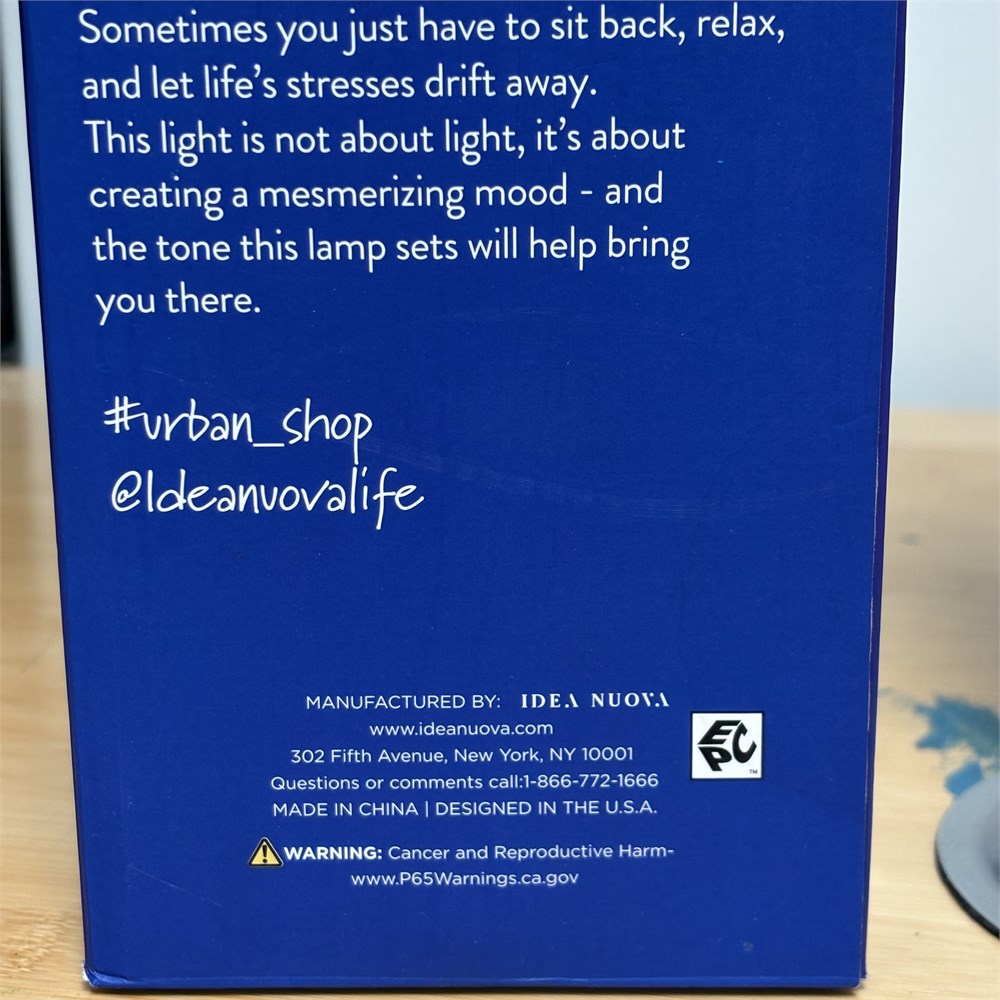 Sometimes you just have to sit back, relax,
and let life's stresses drift away.
This light is not about light, it's about
creating a mesmerizing mood - and
the tone this lamp sets will help bring
you there.
#urban_shop
@Ideanuovalife
MANUFACTURED BY: IDEA NUOVA
www.ideanuova.com
302 Fifth Avenue, New York, NY 10001
Questions or comments call:1-866-772-1666
MADE IN CHINA | DESIGNED IN THE U.S.A.
EPC™
WARNING: Cancer and Reproductive Harm-
www.P65Warnings.ca.gov